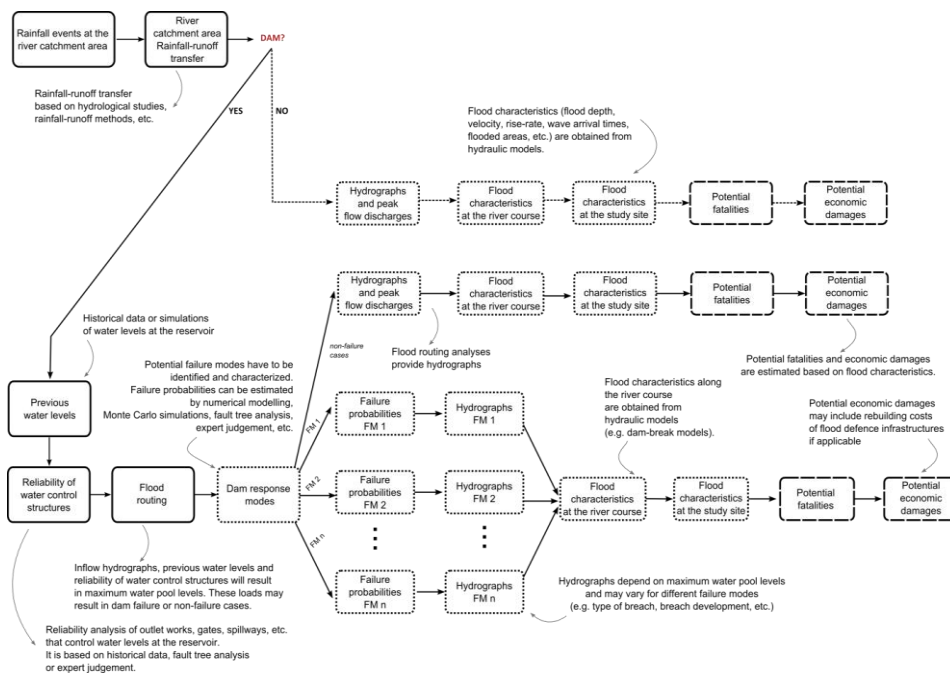 Rainfall events at the
river catchment area
River
catchment area
Rainfall-runoff
transfer
DAM?
Rainfall-runoff transfer
based on hydrological studies,
rainfall-runoff methods, etc.
YES
NO
Flood characteristics (flood depth,
velocity, rise-rate, wave arrival times,
flooded areas, etc.) are obtained from
hydraulic models.
Hydrographs
and peak
flow discharges
Flood
characteristics
at the river course
Flood
characteristics
at the study site
Potential
fatalities
Potential
economic
damages
Hydrographs
and peak
flow discharges
Flood
characteristics
at the river course
Flood
characteristics
at the study site
Potential
fatalities
Potential
economic
damages
Historical data or simulations
of water levels at the reservoir
non-failure
cases
Flood routing analyses
provide hydrographs
Potential fatalities and economic damages
are estimated based on flood characteristics.
Potential failure modes have to be
identified and characterized.
Failure probabilities can be estimated
by numerical modelling,
Monte Carlo simulations, fault tree analysis,
expert judgement, etc.
Flood characteristics along
the river course
are obtained from
hydraulic models
(e.g. dam-break models).
Potential economic damages
may include rebuilding costs
of flood defence infrastructures
if applicable
Previous
water levels
FM 1
Failure
probabilities
FM 1
Hydrographs
FM 1
Reliability of
water control
structures
Flood
routing
Dam response
modes
FM 2
Failure
probabilities
FM 2
Hydrographs
FM 2
Flood
characteristics
at the river course
Flood
characteristics
at the study site
Potential
fatalities
Potential
economic
damages
FM n
Failure
probabilities
FM n
Hydrographs
FM n
Inflow hydrographs, previous water levels and
reliability of water control structures will result
in maximum water pool levels. These loads may
result in dam failure or non-failure cases.
Hydrographs depend on maximum water pool levels
and may vary for different failure modes
(e.g. type of breach, breach development, etc.)
Reliability analysis of outlet works, gates, spillways, etc.
that control water levels at the reservoir.
It is based on historical data, fault tree analysis
or expert judgement.